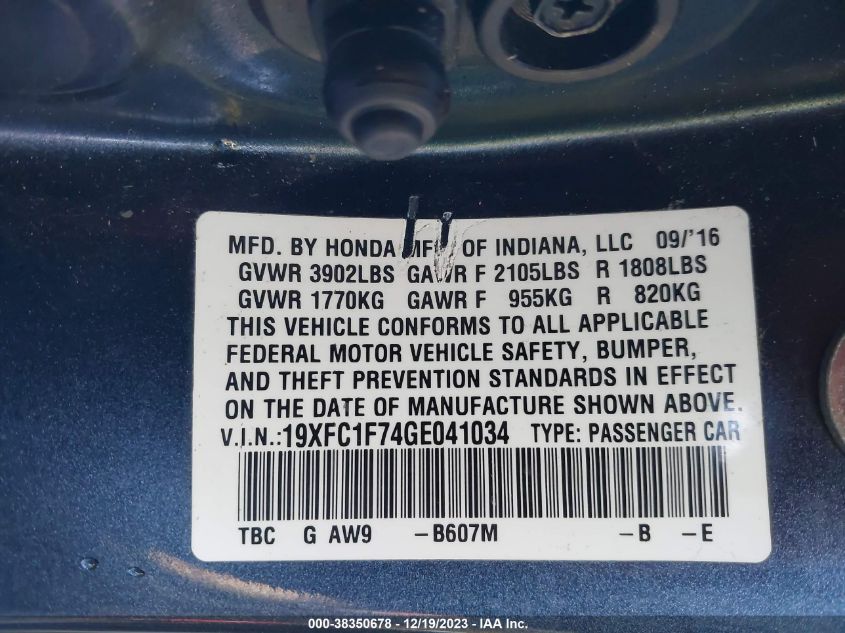 MFD. BY HONDA MFG OF INDIANA, LLC 09/'16
GVWR 3902LBS GAWR F 2105LBS R 1808LBS
GVWR 1770KG GAWR F 955KG R 820KG
THIS VEHICLE CONFORMS TO ALL APPLICABLE
FEDERAL MOTOR VEHICLE SAFETY, BUMPER,
AND THEFT PREVENTION STANDARDS IN EFFECT
ON THE DATE OF MANUFACTURE SHOWN ABOVE.
V.I.N.:19XFC1F74GE041034 TYPE: PASSENGER CAR
TBC G AW9 -B607M -B -E
000-38350678 - 12/19/2023 - IAA Inc.